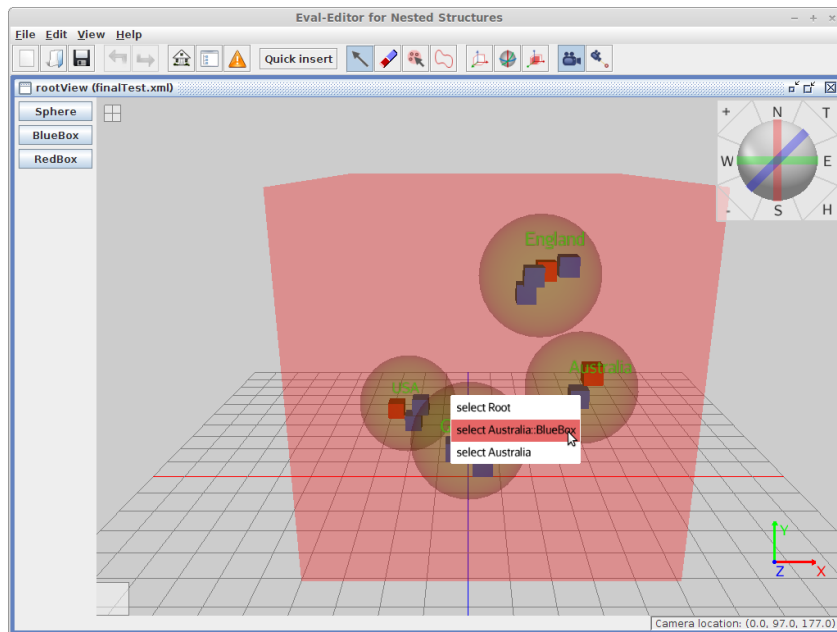 Eval-Editor for Nested Structures
File Edit View Help
Quick insert
rootView (finalTest.xml)
Sphere
BlueBox
RedBox
+ N T
W E
- S H
England
Australia
USA
select Root
select Australia::BlueBox
select Australia
Y
Z X
Camera location: (0.0, 97.0, 177.0)